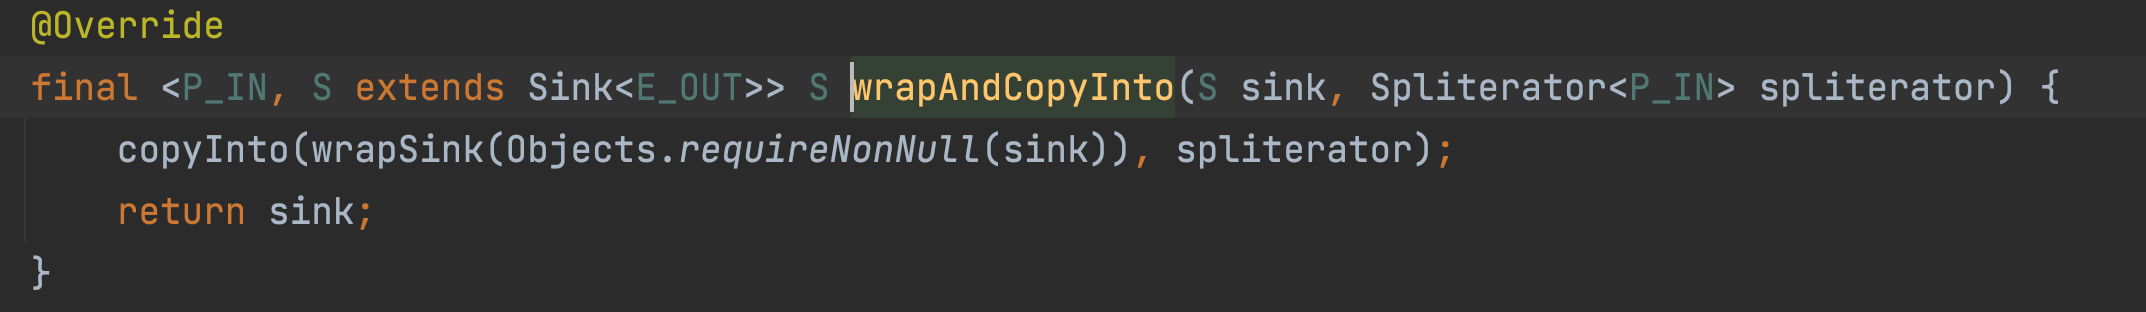 @Override
final <P_IN, S extends Sink<E_OUT>> S wrapAndCopyInto(S sink, Spliterator<P_IN> spliterator) {
    copyInto(wrapSink(Objects.requireNonNull(sink)), spliterator);
    return sink;
}